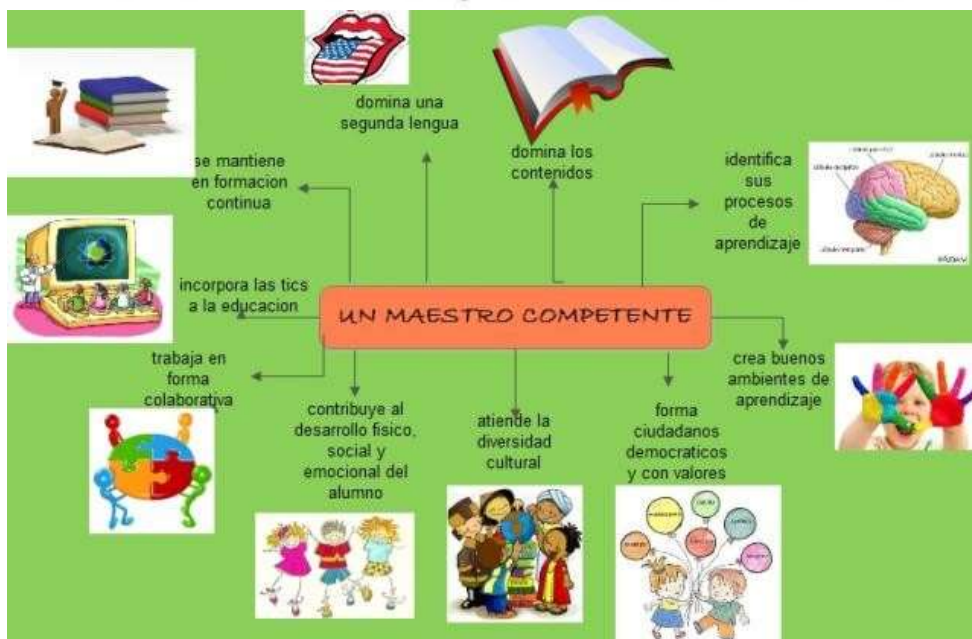 domina una
segunda lengua
domina los
contenidos
identifica
sus
procesos
de
aprendizaje
se mantiene
en formacion
continua
incorpora las tics
a la educacion
UN MAESTRO COMPETENTE
trabaja en
forma
colaborativa
contribuye al
desarrollo fisico,
social y
emocional del
alumno
atiende la
diversidad
cultural
forma
ciudadanos
democraticos
y con valores
crea buenos
ambientes de
aprendizaje